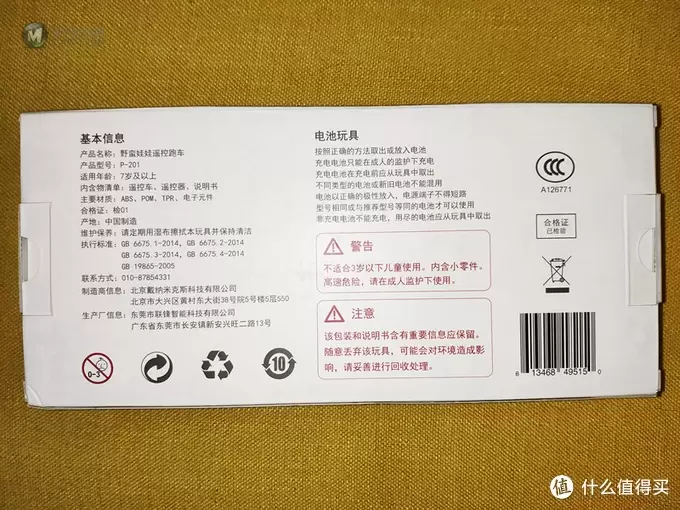 基本信息
产品名称：野蛮娃娃遥控跑车
产品型号：P-201
适用年龄：7岁及以上
内含物清单：遥控车、遥控器、说明书
主要材质：ABS、POM、TPR、电子元件
合格证：检01
产地：中国制造
维护保养：请定期用湿布擦拭本玩具并保持清洁
执行标准：GB 6675.1-2014, GB 6675.2-2014
GB 6675.3-2014, GB 6675.4-2014
GB 19865-2005
联系方式：010-87854331
制造商信息：北京戴纳米克斯科技有限公司
北京市大兴区黄村东大街38号院5号楼5层550
生产厂信息：东莞市联锋智能科技有限公司
广东省东莞市长安镇新安兴旺二路13号
0-3
10
电池玩具
按照正确的方法取出或放入电池
充电电池只能在成人的监护下充电
充电电池在充电前应从玩具中取出
不同类型的电池或新旧电池不能混用
电池以正确极性放入，电源端子不得短路
型号相同或与推荐型号等同的电池才可以使用
非充电电池不能充电，用尽的电池应从玩具中取出
警告
不适合3岁以下儿童使用。内含小零件。
高速危险，请在成人监护下使用。
注意
该包装和说明书含有重要信息应保留。
随意丢弃该玩具，可能会对环境造成影
响，请妥善进行回收处理。
CCC
A126771
合格证
已检验
6 13468 49515 0
值 什么值得买